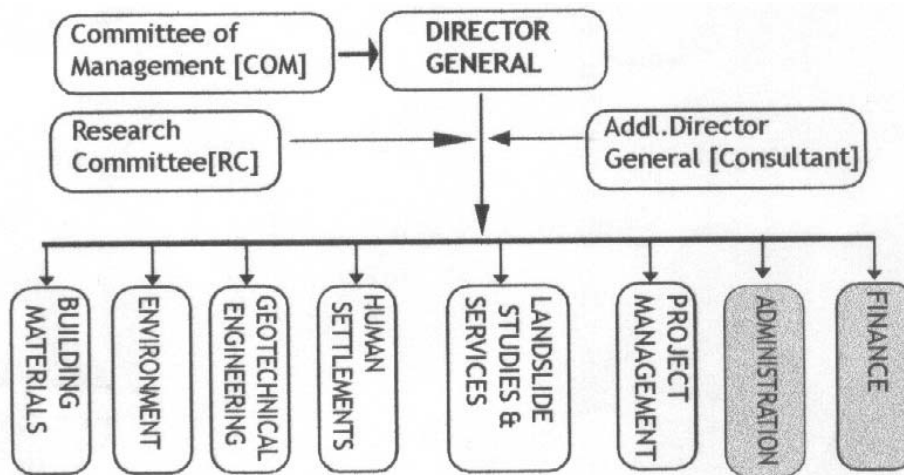 Committee of
Management [COM]
DIRECTOR
GENERAL
Research
Committee[RC]
Addl.Director
General [Consultant]
BUILDING
MATERIALS
ENVIRONMENT
GEOTECHNICAL
ENGINEERING
HUMAN
SETTLEMENTS
LANDSLIDE
STUDIES &
SERVICES
PROJECT
MANAGEMENT
ADMINISTRATION
FINANCE